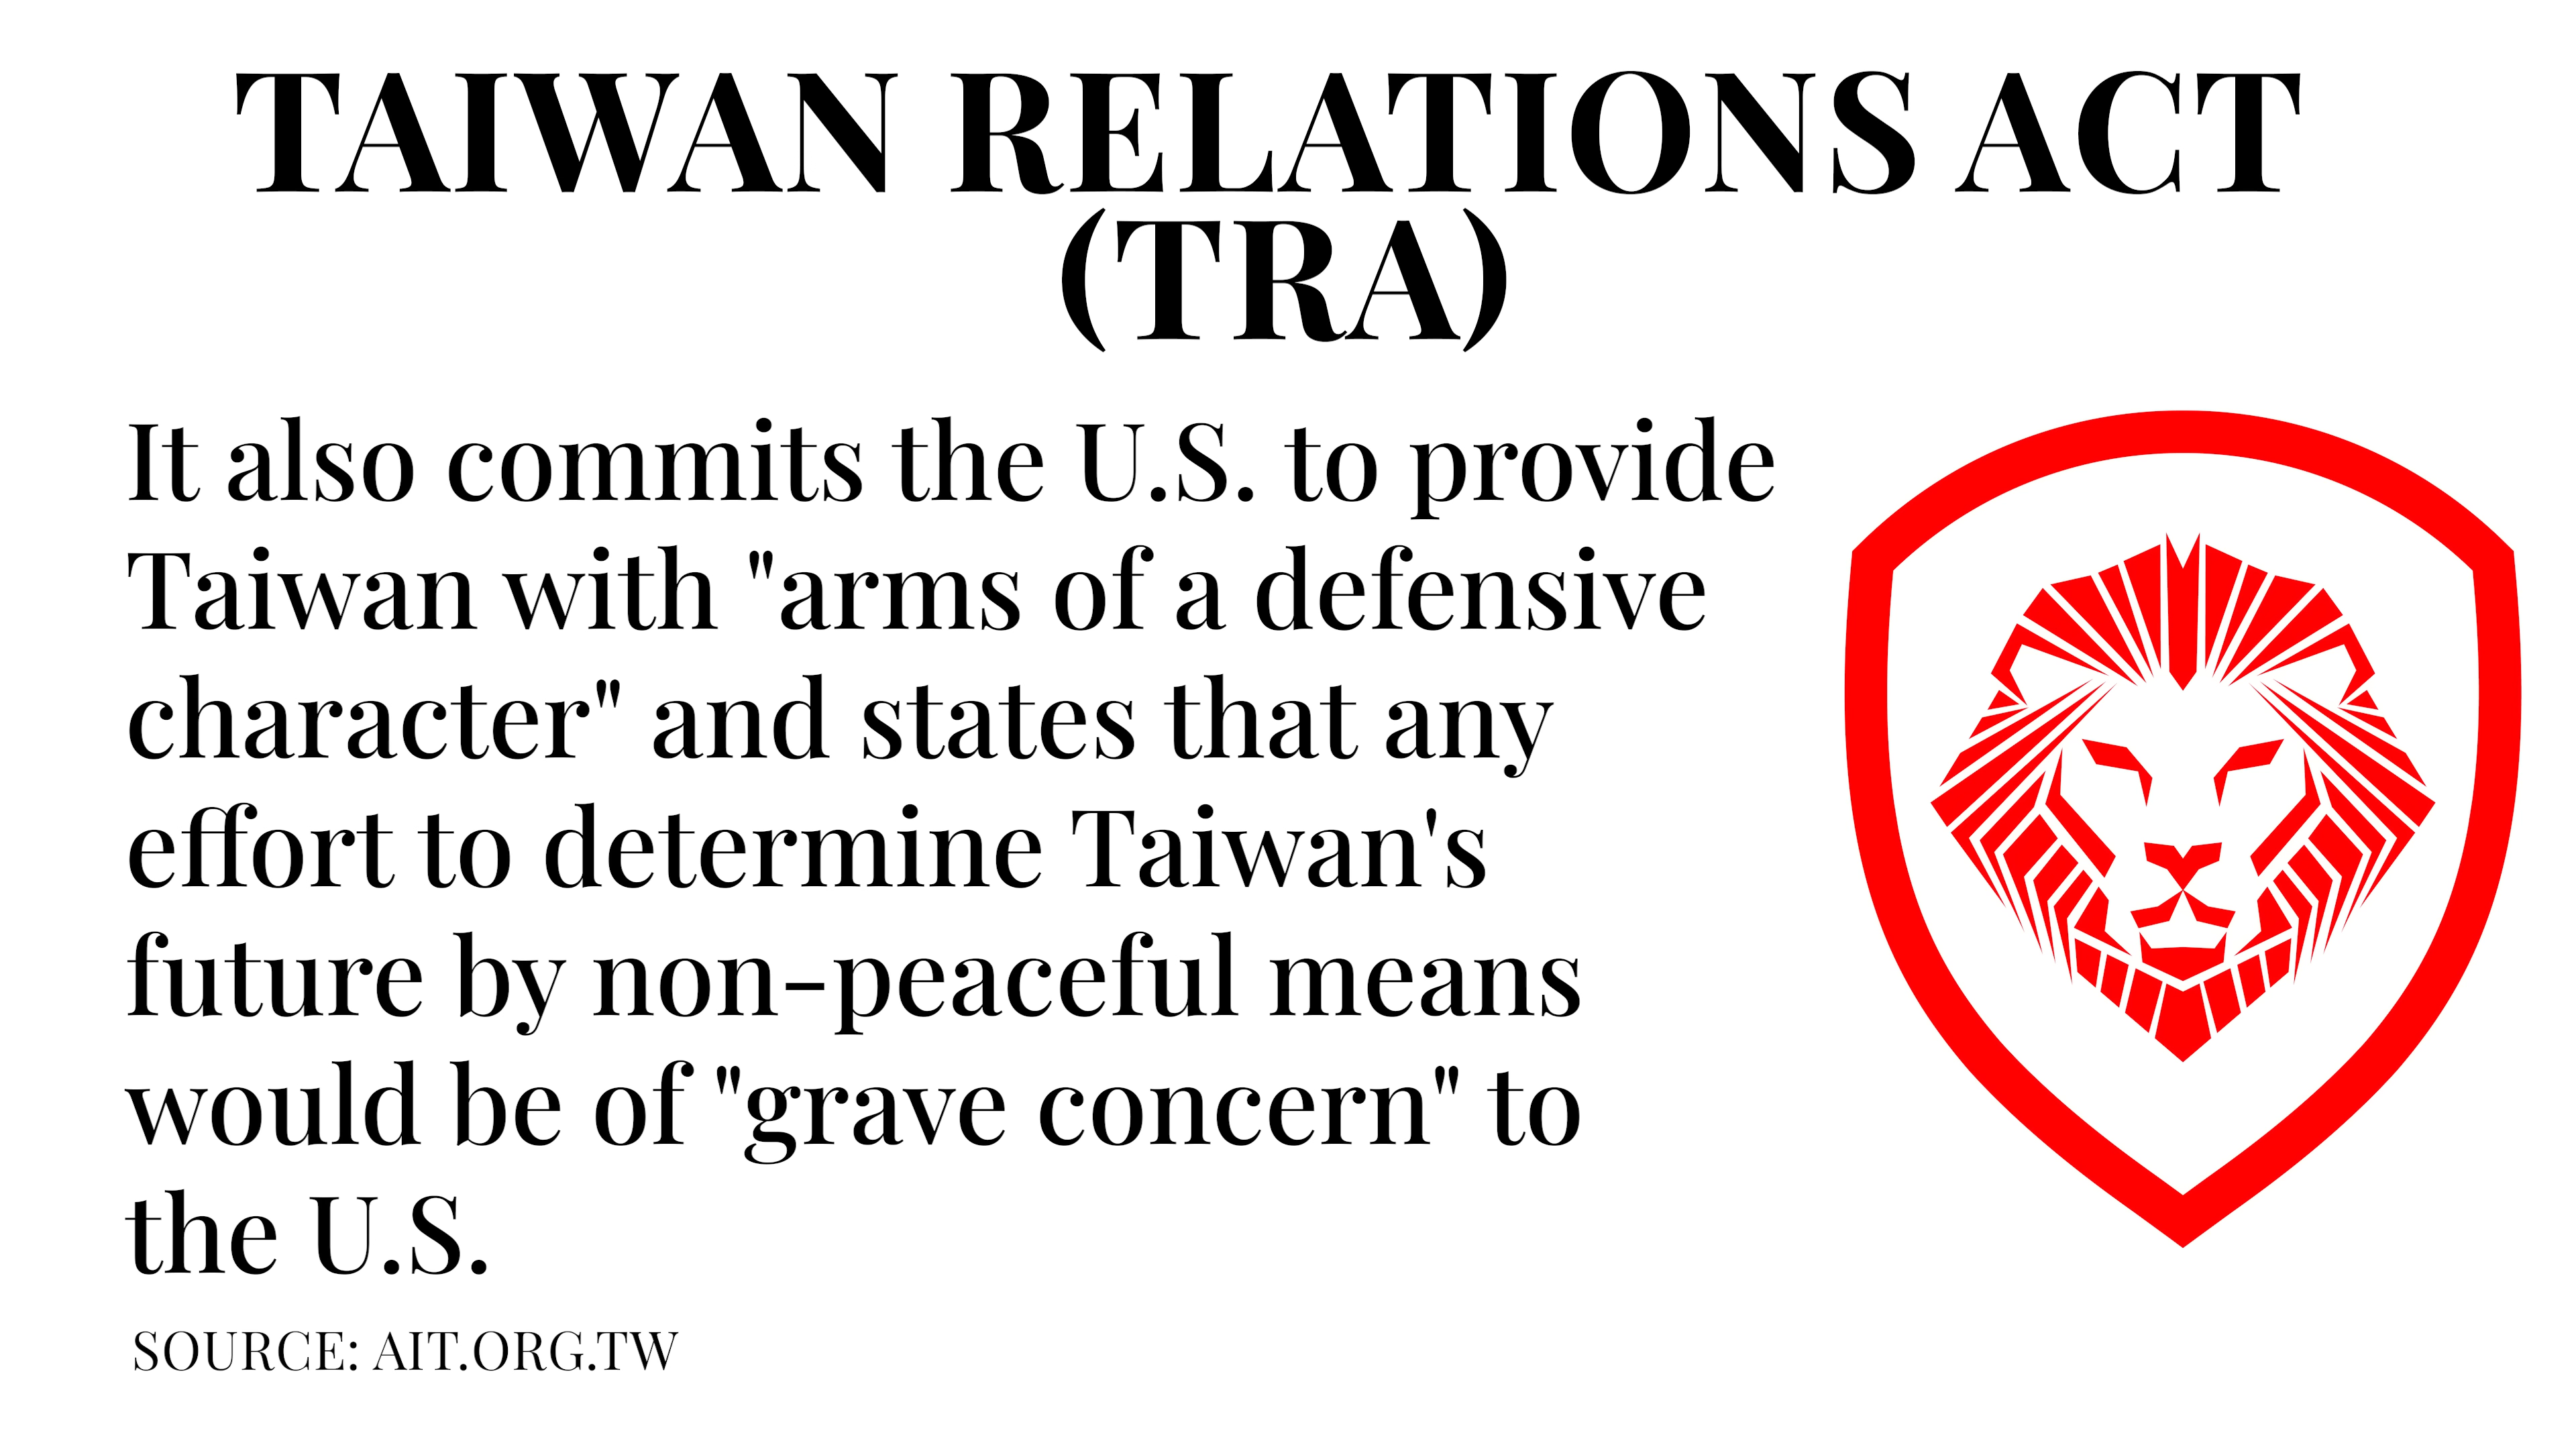 TAIWAN RELATIONS ACT
(TRA)
It also commits the U.S. to provide
Taiwan with "arms of a defensive
character" and states that any
effort to determine Taiwan's
future by non-peaceful means
would be of "grave concern" to
the U.S.
SOURCE: AIT.ORG.TW